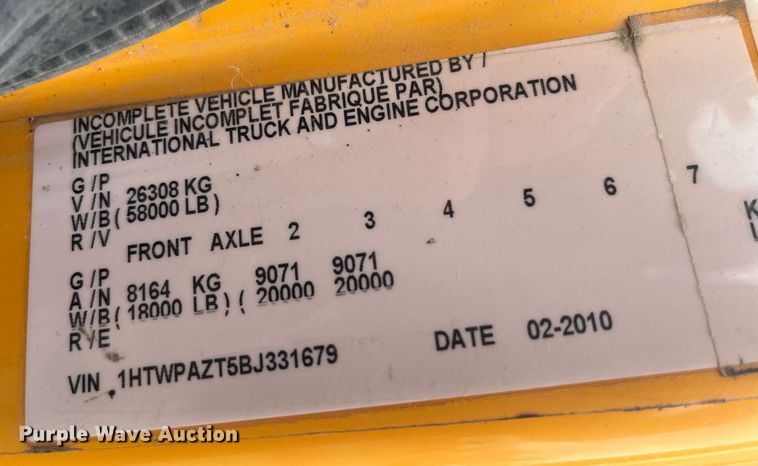 INCOMPLETE VEHICLE MANUFACTURED BY /
(VEHICULE INCOMPLET FABRIQUE PAR)
INTERNATIONAL TRUCK AND ENGINE CORPORATION
G /P
V /N 26308 KG
W/B( 58000 LB)
R /V
FRONT AXLE 2 3 4 5 6 7
G /P
A /N 8164 KG 9071 9071
W/B( 18000 LB) ( 20000 20000
R /E
VIN 1HTWPAZT5BJ331679 DATE 02-2010
K
Purple Wave Auction